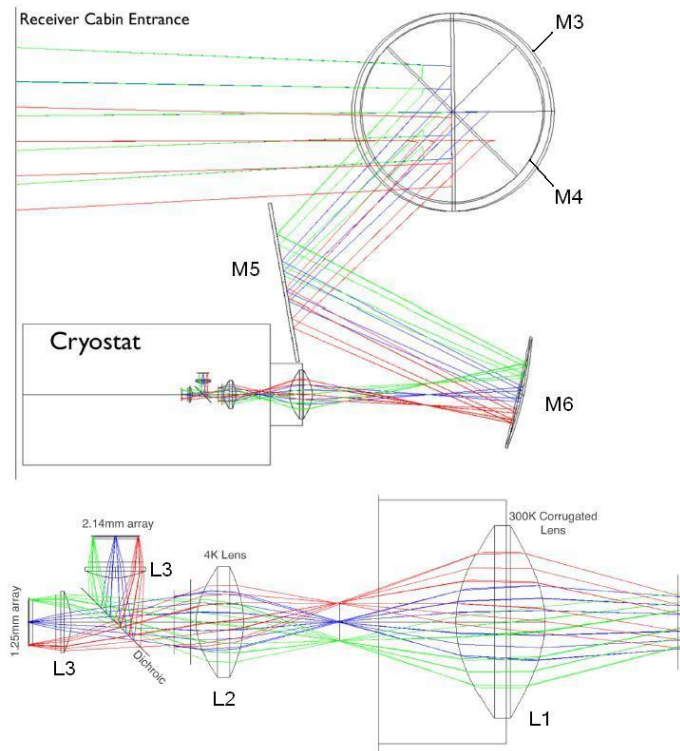 Receiver Cabin Entrance
M3
M4
M5
Cryostat
M6
2.14mm array
300K Corrugated
Lens
4K Lens
L3
1.25mm array
L3
Dichroic
L2
L1